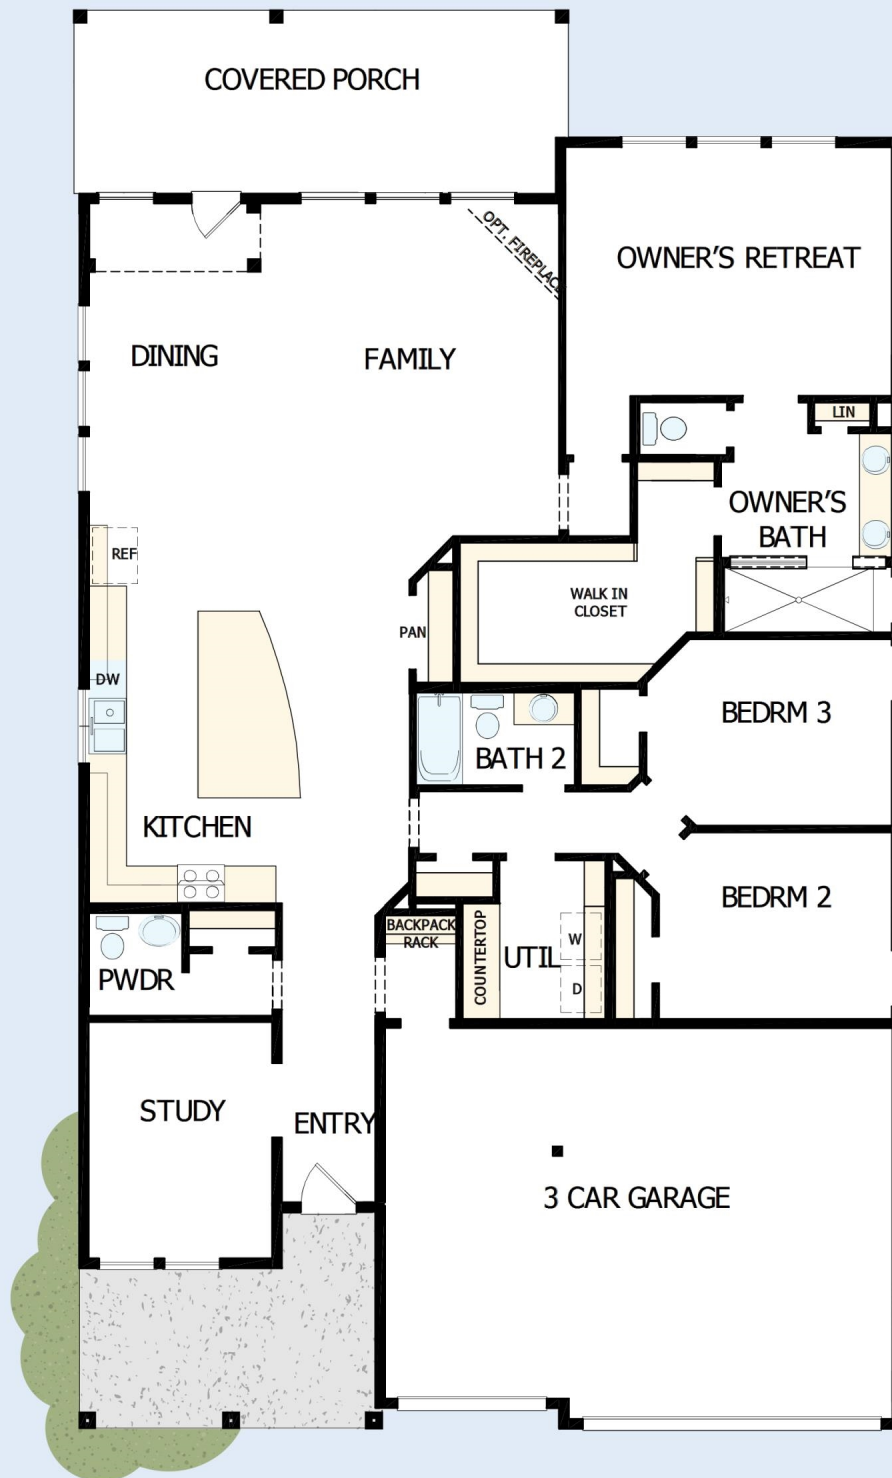 COVERED PORCH
OPT. FIREPLACE
OWNER'S RETREAT
DINING
FAMILY
LIN
OWNER'S
BATH
REF
WALK IN
CLOSET
PAN
DW
BEDRM 3
BATH 2
KITCHEN
BEDRM 2
BACKPACK
RACK
COUNTERTOP
UTIL
W
D
PWDR
STUDY
ENTRY
3 CAR GARAGE